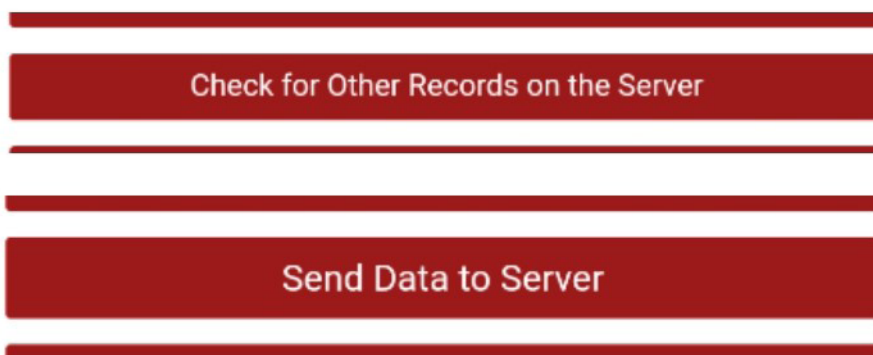 Check for Other Records on the Server
Send Data to Server